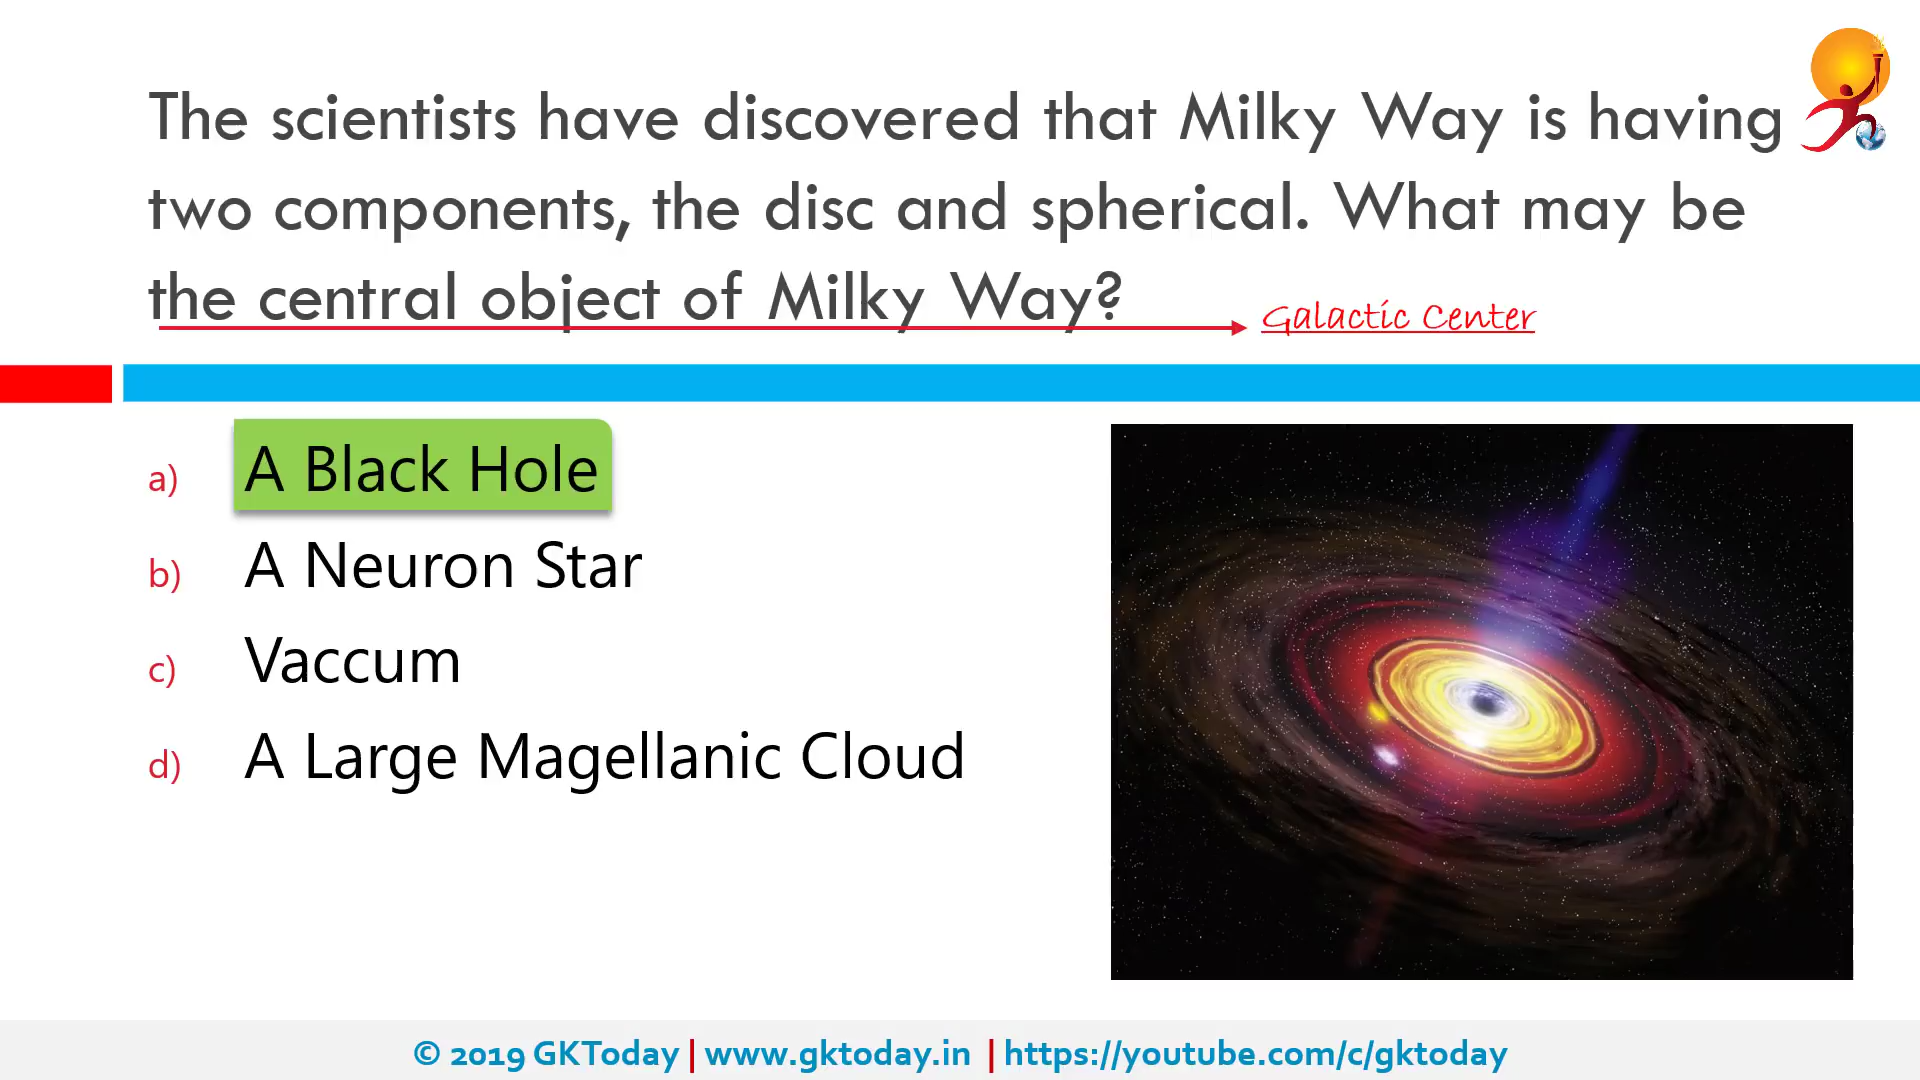 The scientists have discovered that Milky Way is having
two components, the disc and spherical. What may be
the central object of Milky Way?
Galactic Center
a) A Black Hole
b) A Neuron Star
c) Vaccum
d) A Large Magellanic Cloud
© 2019 GKToday | www.gktoday.in | https://youtube.com/c/gktoday